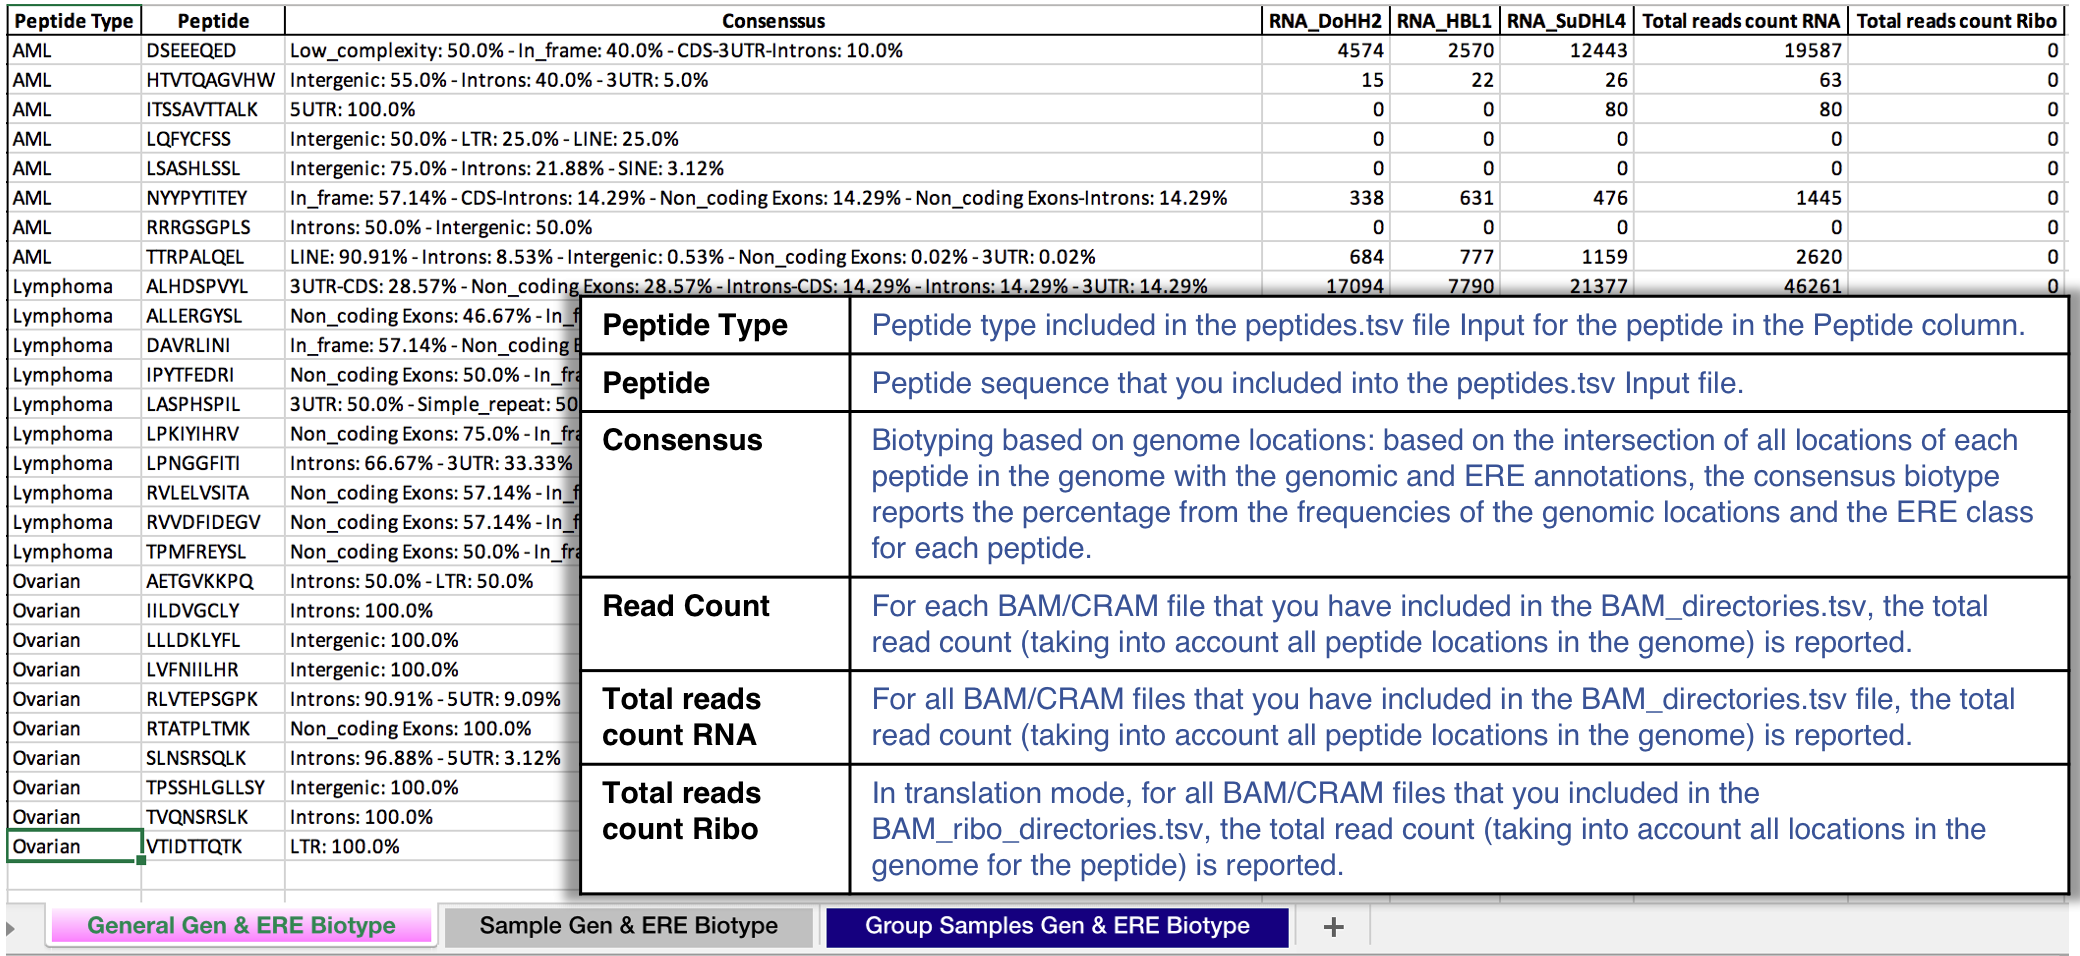 Peptide Type Peptide Consenssus RNA_DoHH2 RNA_HBL1 RNA_SuDHL4 Total reads count RNA Total reads count Ribo
AML DSEEEQED Low_complexity: 50.0% - In_frame: 40.0% - CDS-3UTR-Introns: 10.0% 4574 2570 12443 19587 0
AML HTVTQAGVHW Intergenic: 55.0% - Introns: 40.0% - 3UTR: 5.0% 15 22 26 63 0
AML ITSSAVTTALK 5UTR: 100.0% 0 0 80 80 0
AML LQFYCFSS Intergenic: 50.0% - LTR: 25.0% - LINE: 25.0% 0 0 0 0 0
AML LSASHLSSL Intergenic: 75.0% - Introns: 21.88% - SINE: 3.12% 0 0 0 0 0
AML NYYPYTITEY In_frame: 57.14% - CDS-Introns: 14.29% - Non_coding Exons: 14.29% - Non_coding Exons-Introns: 14.29% 338 631 476 1445 0
AML RRRGSGPLS Introns: 50.0% - Intergenic: 50.0% 0 0 0 0 0
AML TTRPALQEL LINE: 90.91% - Introns: 8.53% - Intergenic: 0.53% - Non_coding Exons: 0.02% - 3UTR: 0.02% 684 777 1159 2620 0
Lymphoma ALHDSPVYL 3UTR-CDS: 28.57% - Non_coding Exons: 28.57% - Introns-CDS: 14.29% - Introns: 14.29% - 3UTR: 14.29% 17094 7790 21377 46261 0
Lymphoma ALLERGYSL Non_coding Exons: 46.67% - In_f
Lymphoma DAVRLINI In_frame: 57.14% - Non_coding E
Lymphoma IPYTFEDRI Non_coding Exons: 50.0% - In_fra
Lymphoma LASPHSPIL 3UTR: 50.0% - Simple_repeat: 50
Lymphoma LPKIYIHRV Non_coding Exons: 75.0% - In_fra
Lymphoma LPNGGFITI Introns: 66.67% - 3UTR: 33.33%
Lymphoma RVLELVSITA Non_coding Exons: 57.14% - In_f
Lymphoma RVVDFIDEGV Non_coding Exons: 57.14% - In_f
Lymphoma TPMFREYSL Non_coding Exons: 50.0% - In_fra
Ovarian AETGVKKPQ Introns: 50.0% - LTR: 50.0%
Ovarian IILDVGCLY Introns: 100.0%
Ovarian LLLDKLYFL Intergenic: 100.0%
Ovarian LVFNIILHR Intergenic: 100.0%
Ovarian RLVTEPSGPK Introns: 90.91% - 5UTR: 9.09%
Ovarian RTATPLTMK Non_coding Exons: 100.0%
Ovarian SLNSRSQLK Introns: 96.88% - 5UTR: 3.12%
Ovarian TPSSHLGLLSY Intergenic: 100.0%
Ovarian TVQNSRSLK Introns: 100.0%
Ovarian VTIDTTQTK LTR: 100.0%
Peptide Type Peptide type included in the peptides.tsv file Input for the peptide in the Peptide column.
Peptide Peptide sequence that you included into the peptides.tsv Input file.
Consensus Biotyping based on genome locations: based on the intersection of all locations of each
peptide in the genome with the genomic and ERE annotations, the consensus biotype
reports the percentage from the frequencies of the genomic locations and the ERE class
for each peptide.
Read Count For each BAM/CRAM file that you have included in the BAM_directories.tsv, the total
read count (taking into account all peptide locations in the genome) is reported.
Total reads For all BAM/CRAM files that you have included in the BAM_directories.tsv file, the total
count RNA read count (taking into account all peptide locations in the genome) is reported.
Total reads In translation mode, for all BAM/CRAM files that you included in the
count Ribo BAM_ribo_directories.tsv, the total read count (taking into account all locations in the
genome for the peptide) is reported.
General Gen & ERE Biotype Sample Gen & ERE Biotype Group Samples Gen & ERE Biotype +